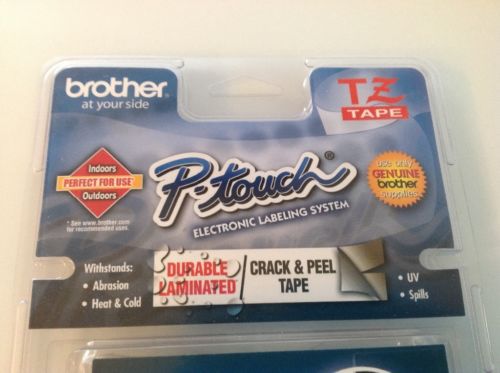 brother
at your side
TZ
TAPE
Indoors
PERFECT FOR USE
Outdoors
* See www.brother.com
for recommended uses.
P-touch®
ELECTRONIC LABELING SYSTEM
use only
GENUINE
brother
supplies
Withstands:
• Abrasion
• Heat & Cold
DURABLE
LAMINATED
CRACK & PEEL
TAPE
• UV
• Spills